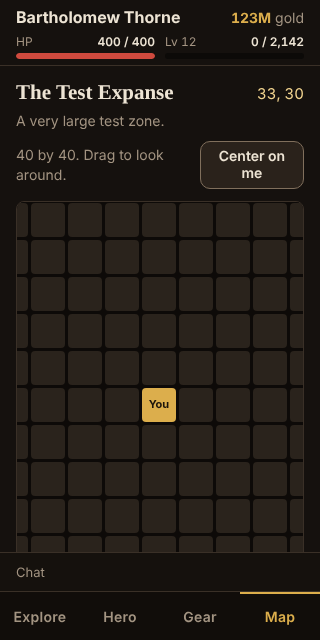 Bartholomew Thorne 123M gold
HP 400 / 400 Lv 12 0 / 2,142
The Test Expanse 33, 30
A very large test zone.
40 by 40. Drag to look around.
Center on me
You
Chat
Explore Hero Gear Map